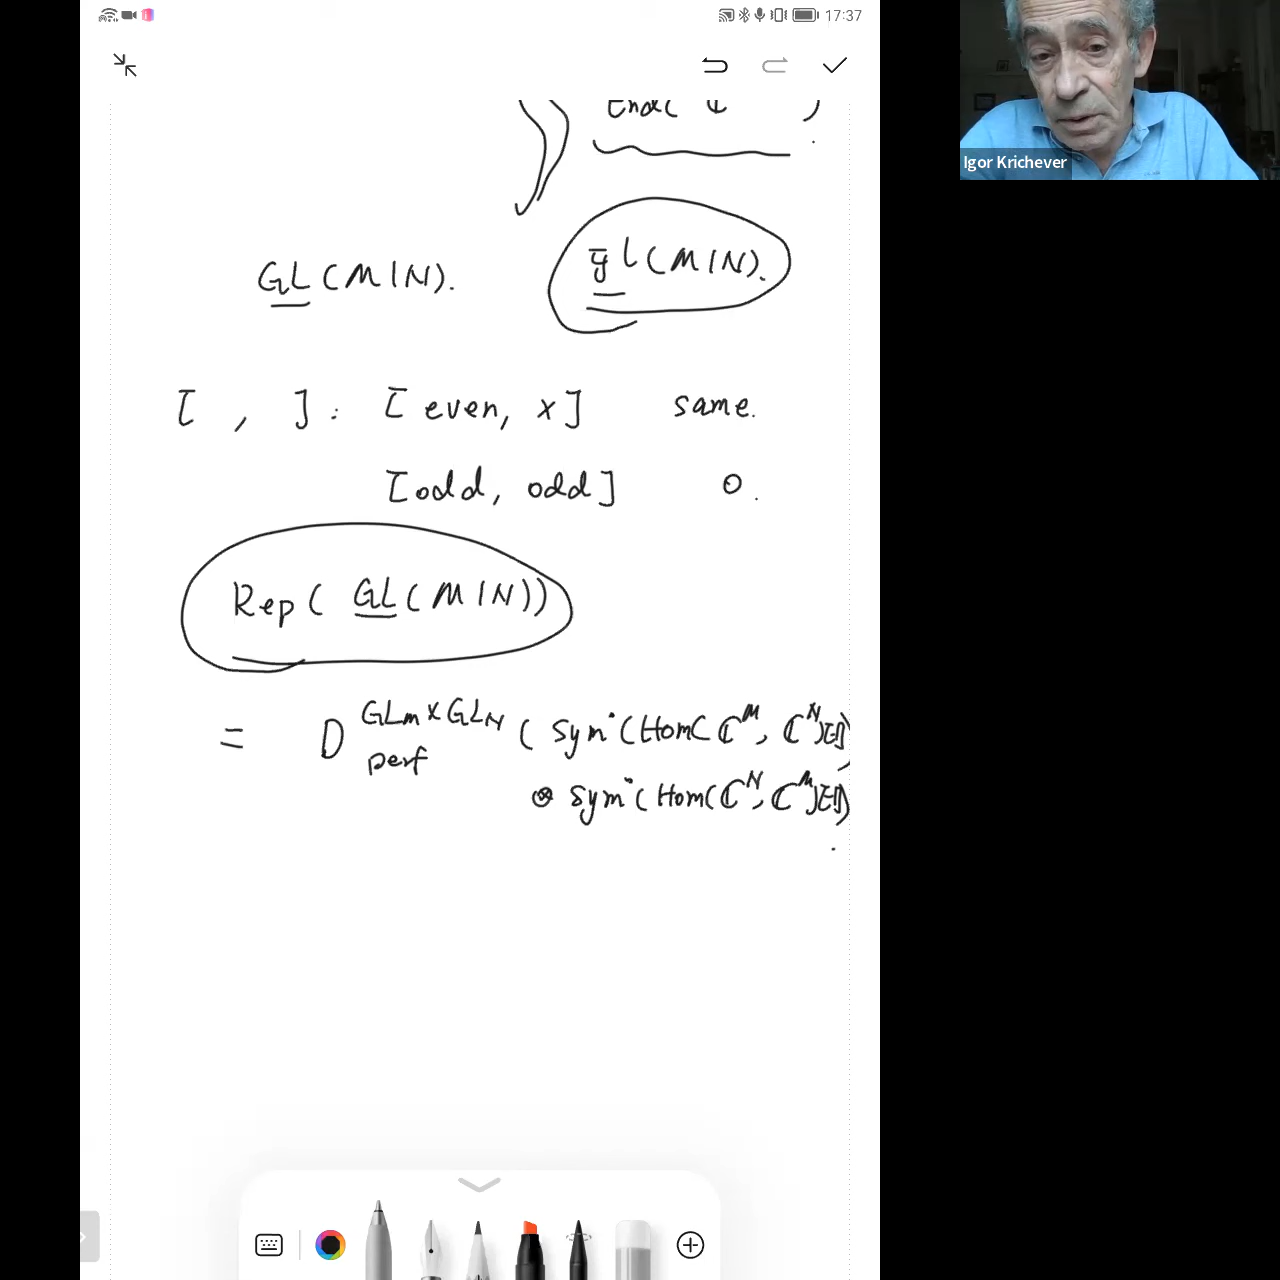 17:37
End( ℂ )
.
GL(M|N). gl(M|N).
[ , ] : [even, x] same.
[odd, odd] 0.
Rep( GL(M|N))
= D^{GL_M×GL_N}_{perf} ( Sym˙(Hom(ℂ^M, ℂ^N)[-1])
⊗ Sym˙(Hom(ℂ^N, ℂ^M)[-1])
.
Igor Krichever